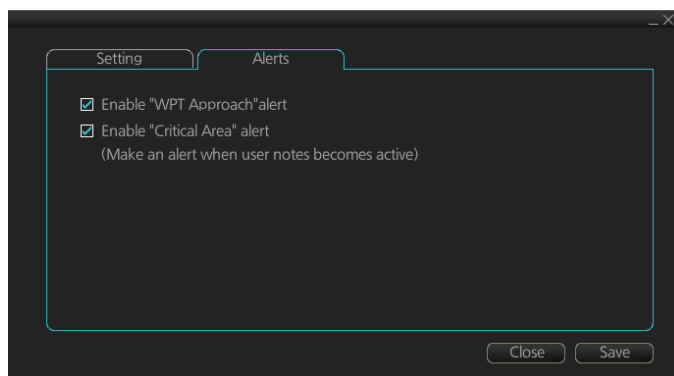 Setting
Alerts
Enable "WPT Approach"alert
Enable "Critical Area" alert
(Make an alert when user notes becomes active)
Close
Save